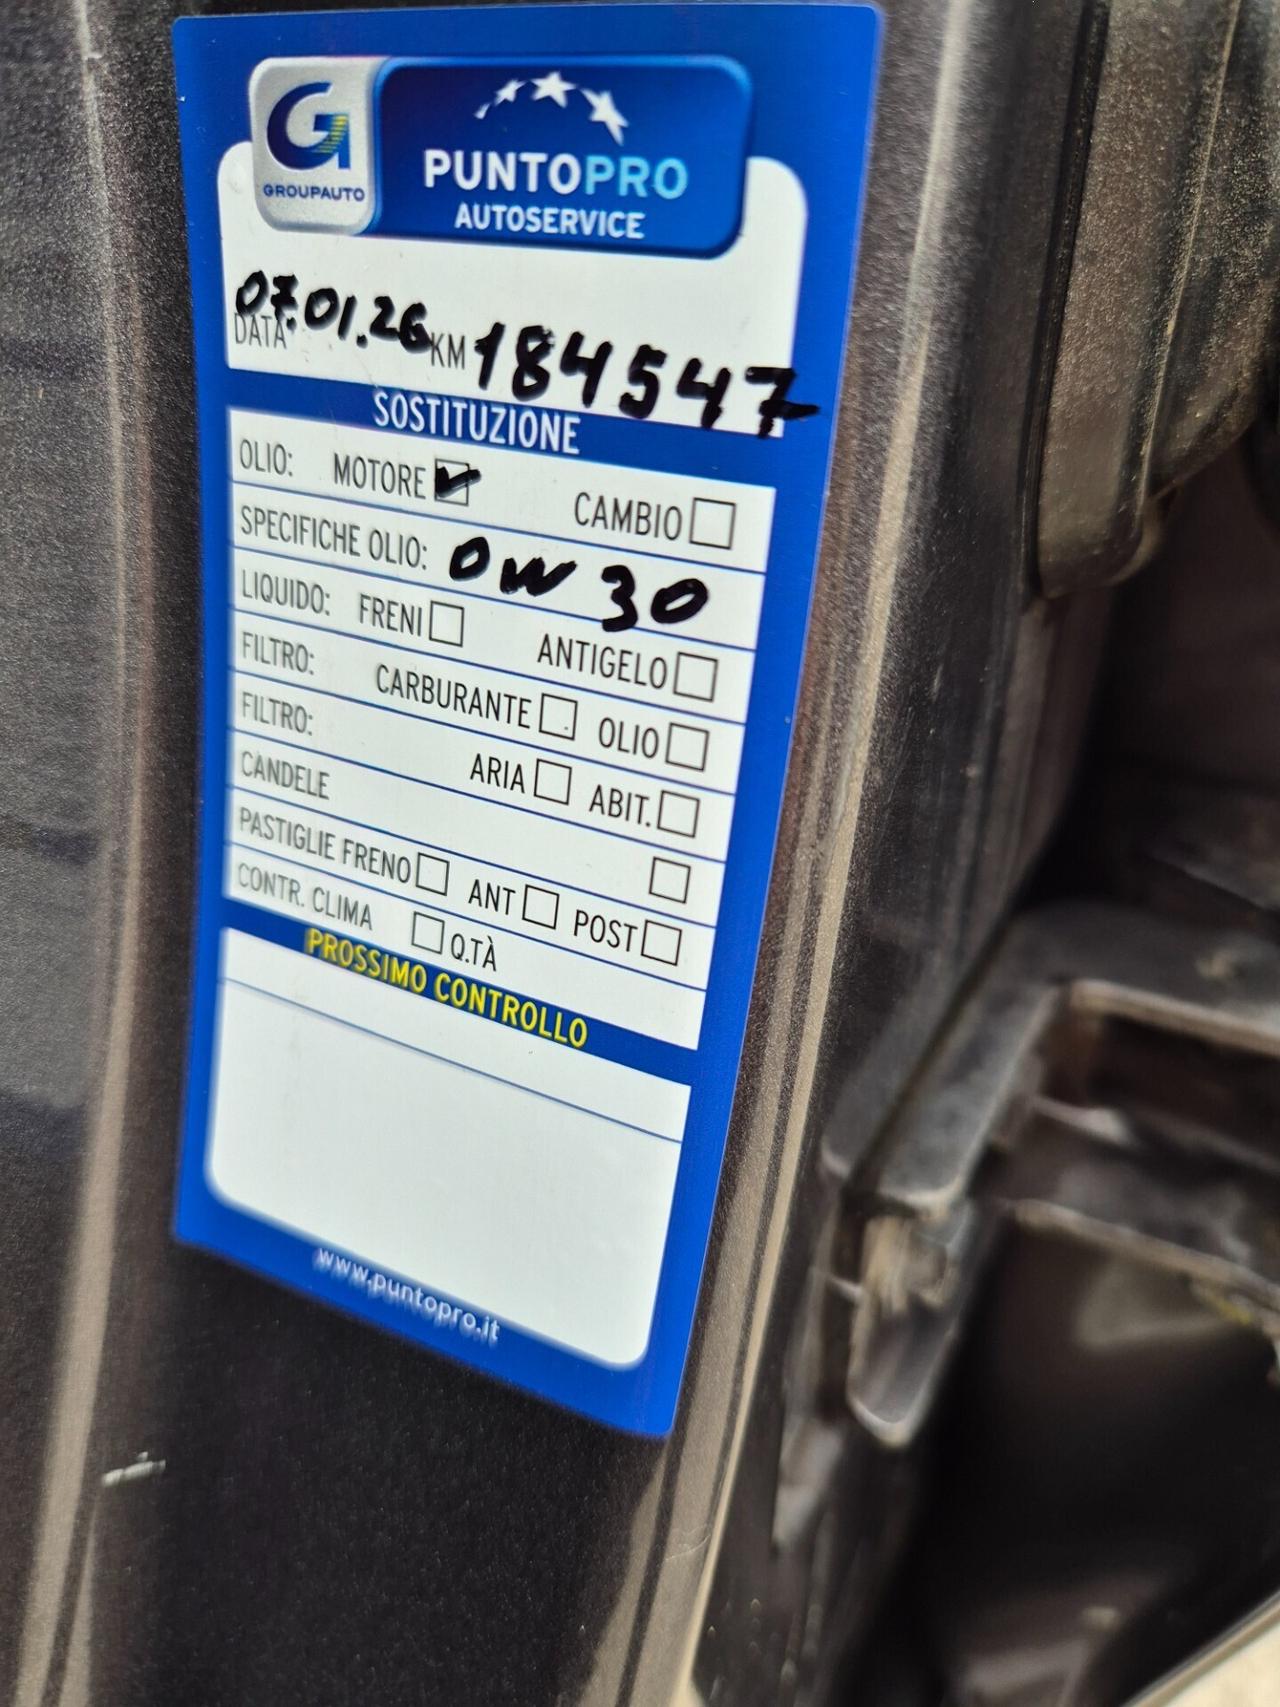 G
GROUPAUTO
PUNTOPRO
AUTOSERVICE
DATA 07.01.26 KM 184547
SOSTITUZIONE
OLIO: MOTORE CAMBIO
SPECIFICHE OLIO: 0W30
LIQUIDO: FRENI ANTIGELO
FILTRO: CARBURANTE OLIO
FILTRO: ARIA ABIT.
CANDELE
PASTIGLIE FRENO ANT POST
CONTR. CLIMA Q.TÀ
PROSSIMO CONTROLLO
www.puntopro.it